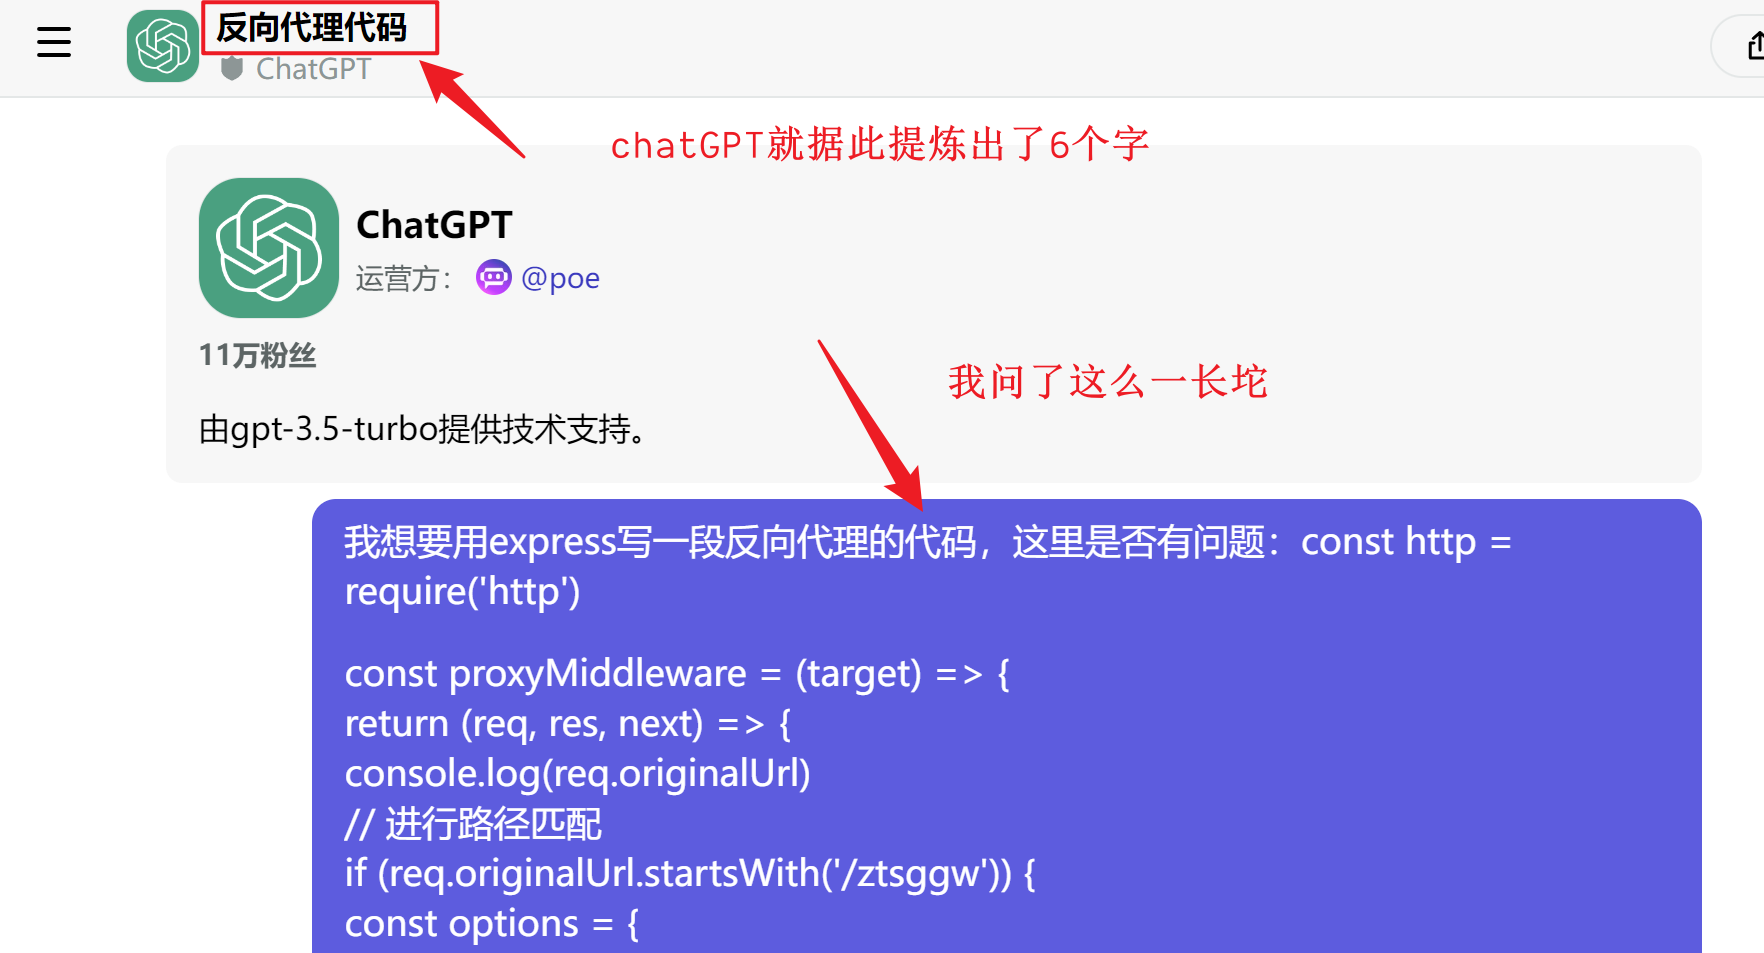 反向代理代码
ChatGPT
chatGPT就据此提炼出了6个字
ChatGPT
运营方： @poe
11万粉丝
我问了这么一长坨
由gpt-3.5-turbo提供技术支持。
我想要用express写一段反向代理的代码，这里是否有问题：const http =
require('http')
const proxyMiddleware = (target) => {
return (req, res, next) => {
console.log(req.originalUrl)
// 进行路径匹配
if (req.originalUrl.startsWith('/ztsggw')) {
const options = {